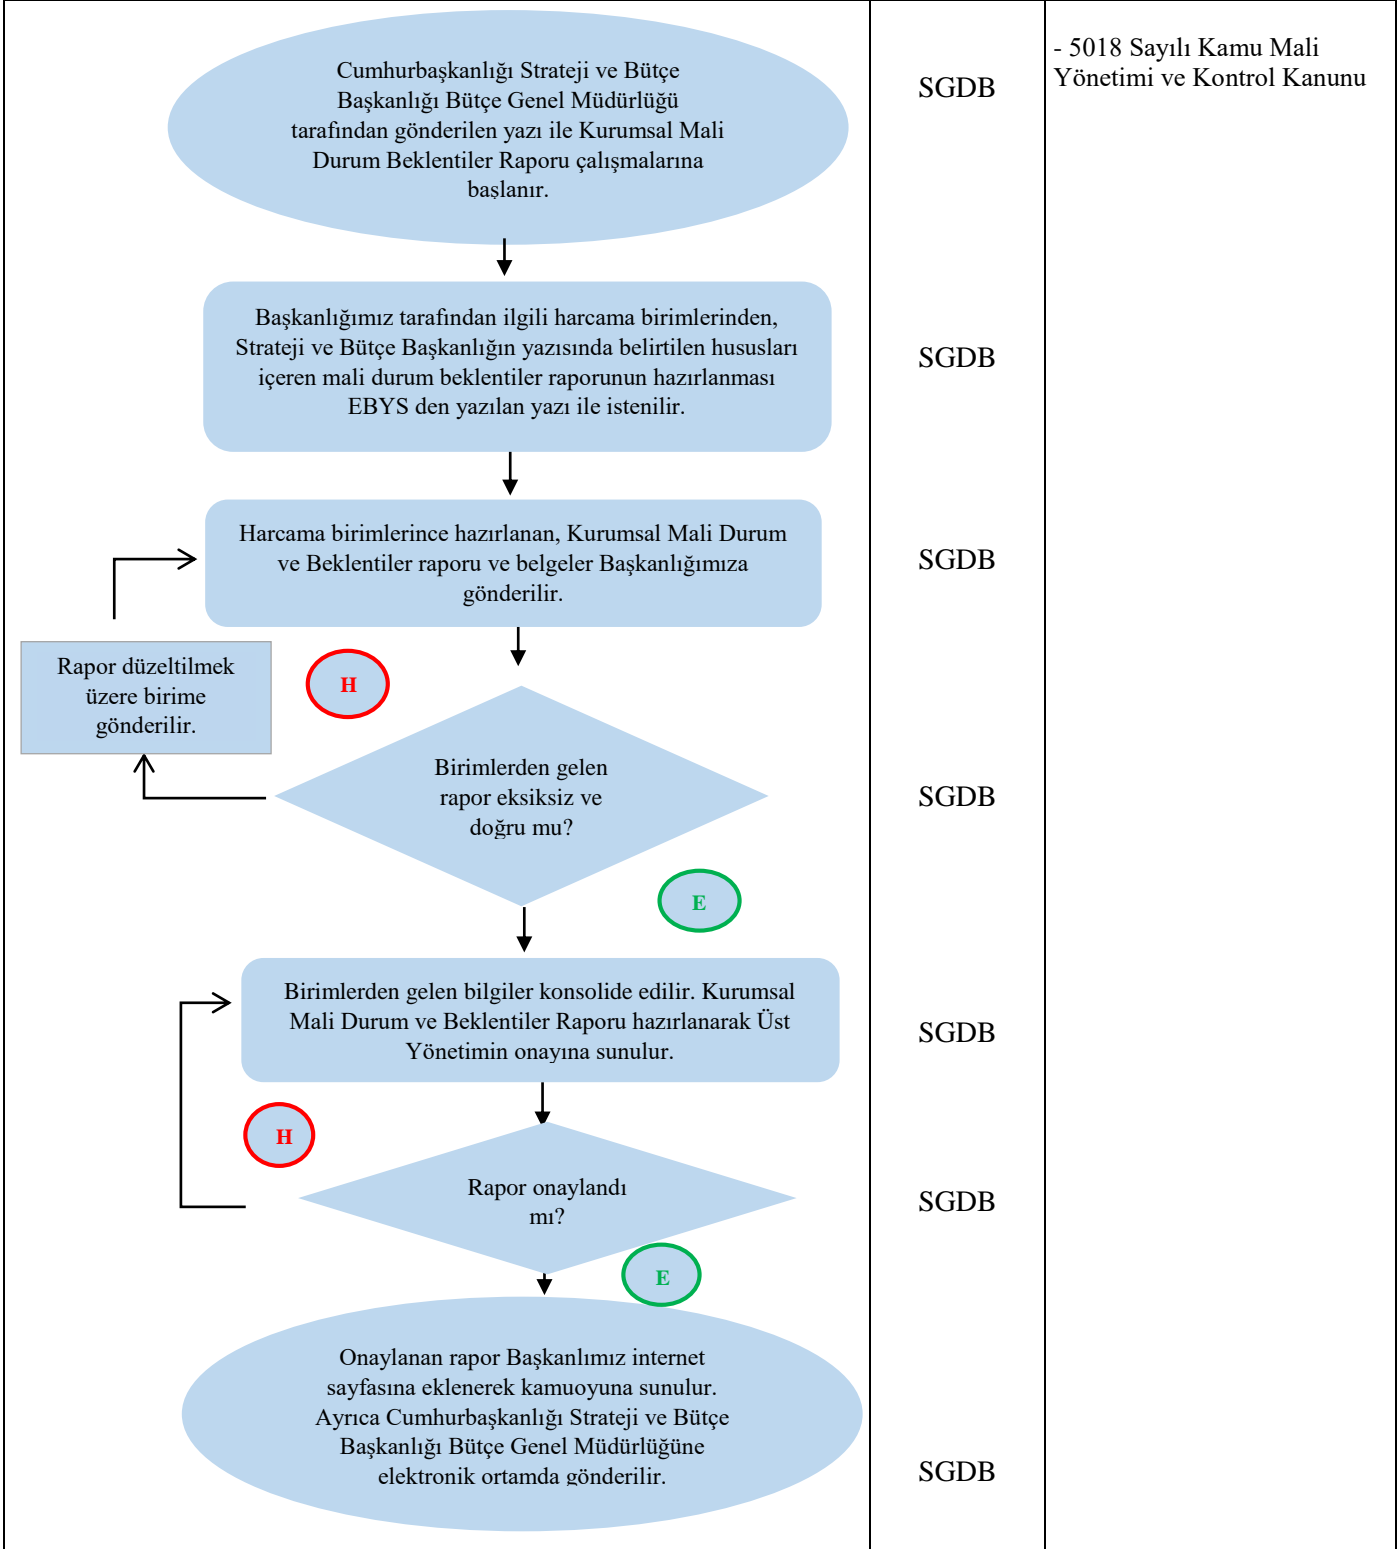 Cumhurbaşkanlığı Strateji ve Bütçe
Başkanlığı Bütçe Genel Müdürlüğü
tarafından gönderilen yazı ile Kurumsal Mali
Durum Beklentiler Raporu çalışmalarına
başlanır.
SGDB
- 5018 Sayılı Kamu Mali
Yönetimi ve Kontrol Kanunu
Başkanlığımız tarafından ilgili harcama birimlerinden,
Strateji ve Bütçe Başkanlığın yazısında belirtilen hususları
içeren mali durum beklentiler raporunun hazırlanması
EBYS den yazılan yazı ile istenilir.
SGDB
Harcama birimlerince hazırlanan, Kurumsal Mali Durum
ve Beklentiler raporu ve belgeler Başkanlığımıza
gönderilir.
SGDB
Rapor düzeltilmek
üzere birime
gönderilir.
H
Birimlerden gelen
rapor eksiksiz ve
doğru mu?
SGDB
E
Birimlerden gelen bilgiler konsolide edilir. Kurumsal
Mali Durum ve Beklentiler Raporu hazırlanarak Üst
Yönetimin onayına sunulur.
SGDB
H
Rapor onaylandı
mı?
SGDB
E
Onaylanan rapor Başkanlımız internet
sayfasına eklenerek kamuoyuna sunulur.
Ayrıca Cumhurbaşkanlığı Strateji ve Bütçe
Başkanlığı Bütçe Genel Müdürlüğüne
elektronik ortamda gönderilir.
SGDB